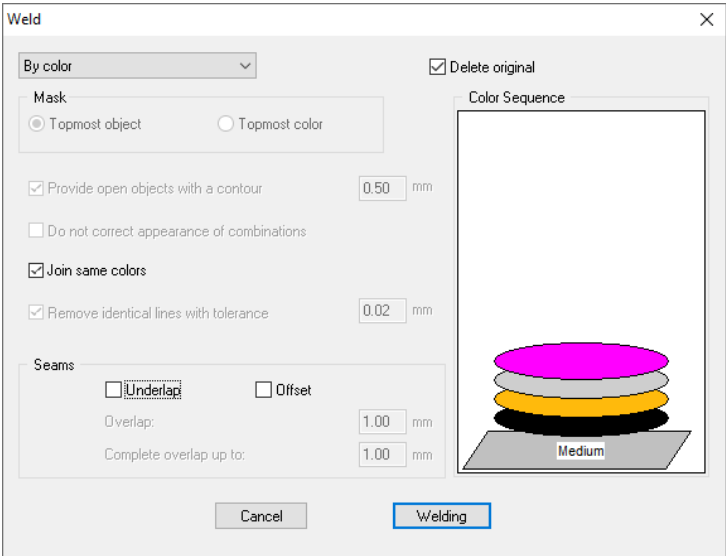 Weld
By color
Delete original
Mask
Topmost object
Topmost color
Color Sequence
Provide open objects with a contour 0.50 mm
Do not correct appearance of combinations
Join same colors
Remove identical lines with tolerance 0.02 mm
Seams
Underlap
Offset
Overlap: 1.00 mm
Complete overlap up to: 1.00 mm
Medium
Cancel
Welding